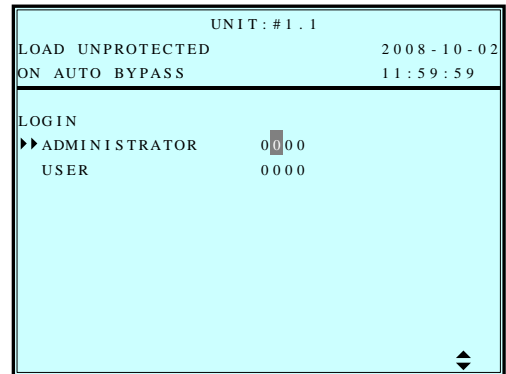 UNIT:#1.1
LOAD UNPROTECTED 2008-10-02
ON AUTO BYPASS 11:59:59
LOGIN
ADMINISTRATOR 0000
USER 0000